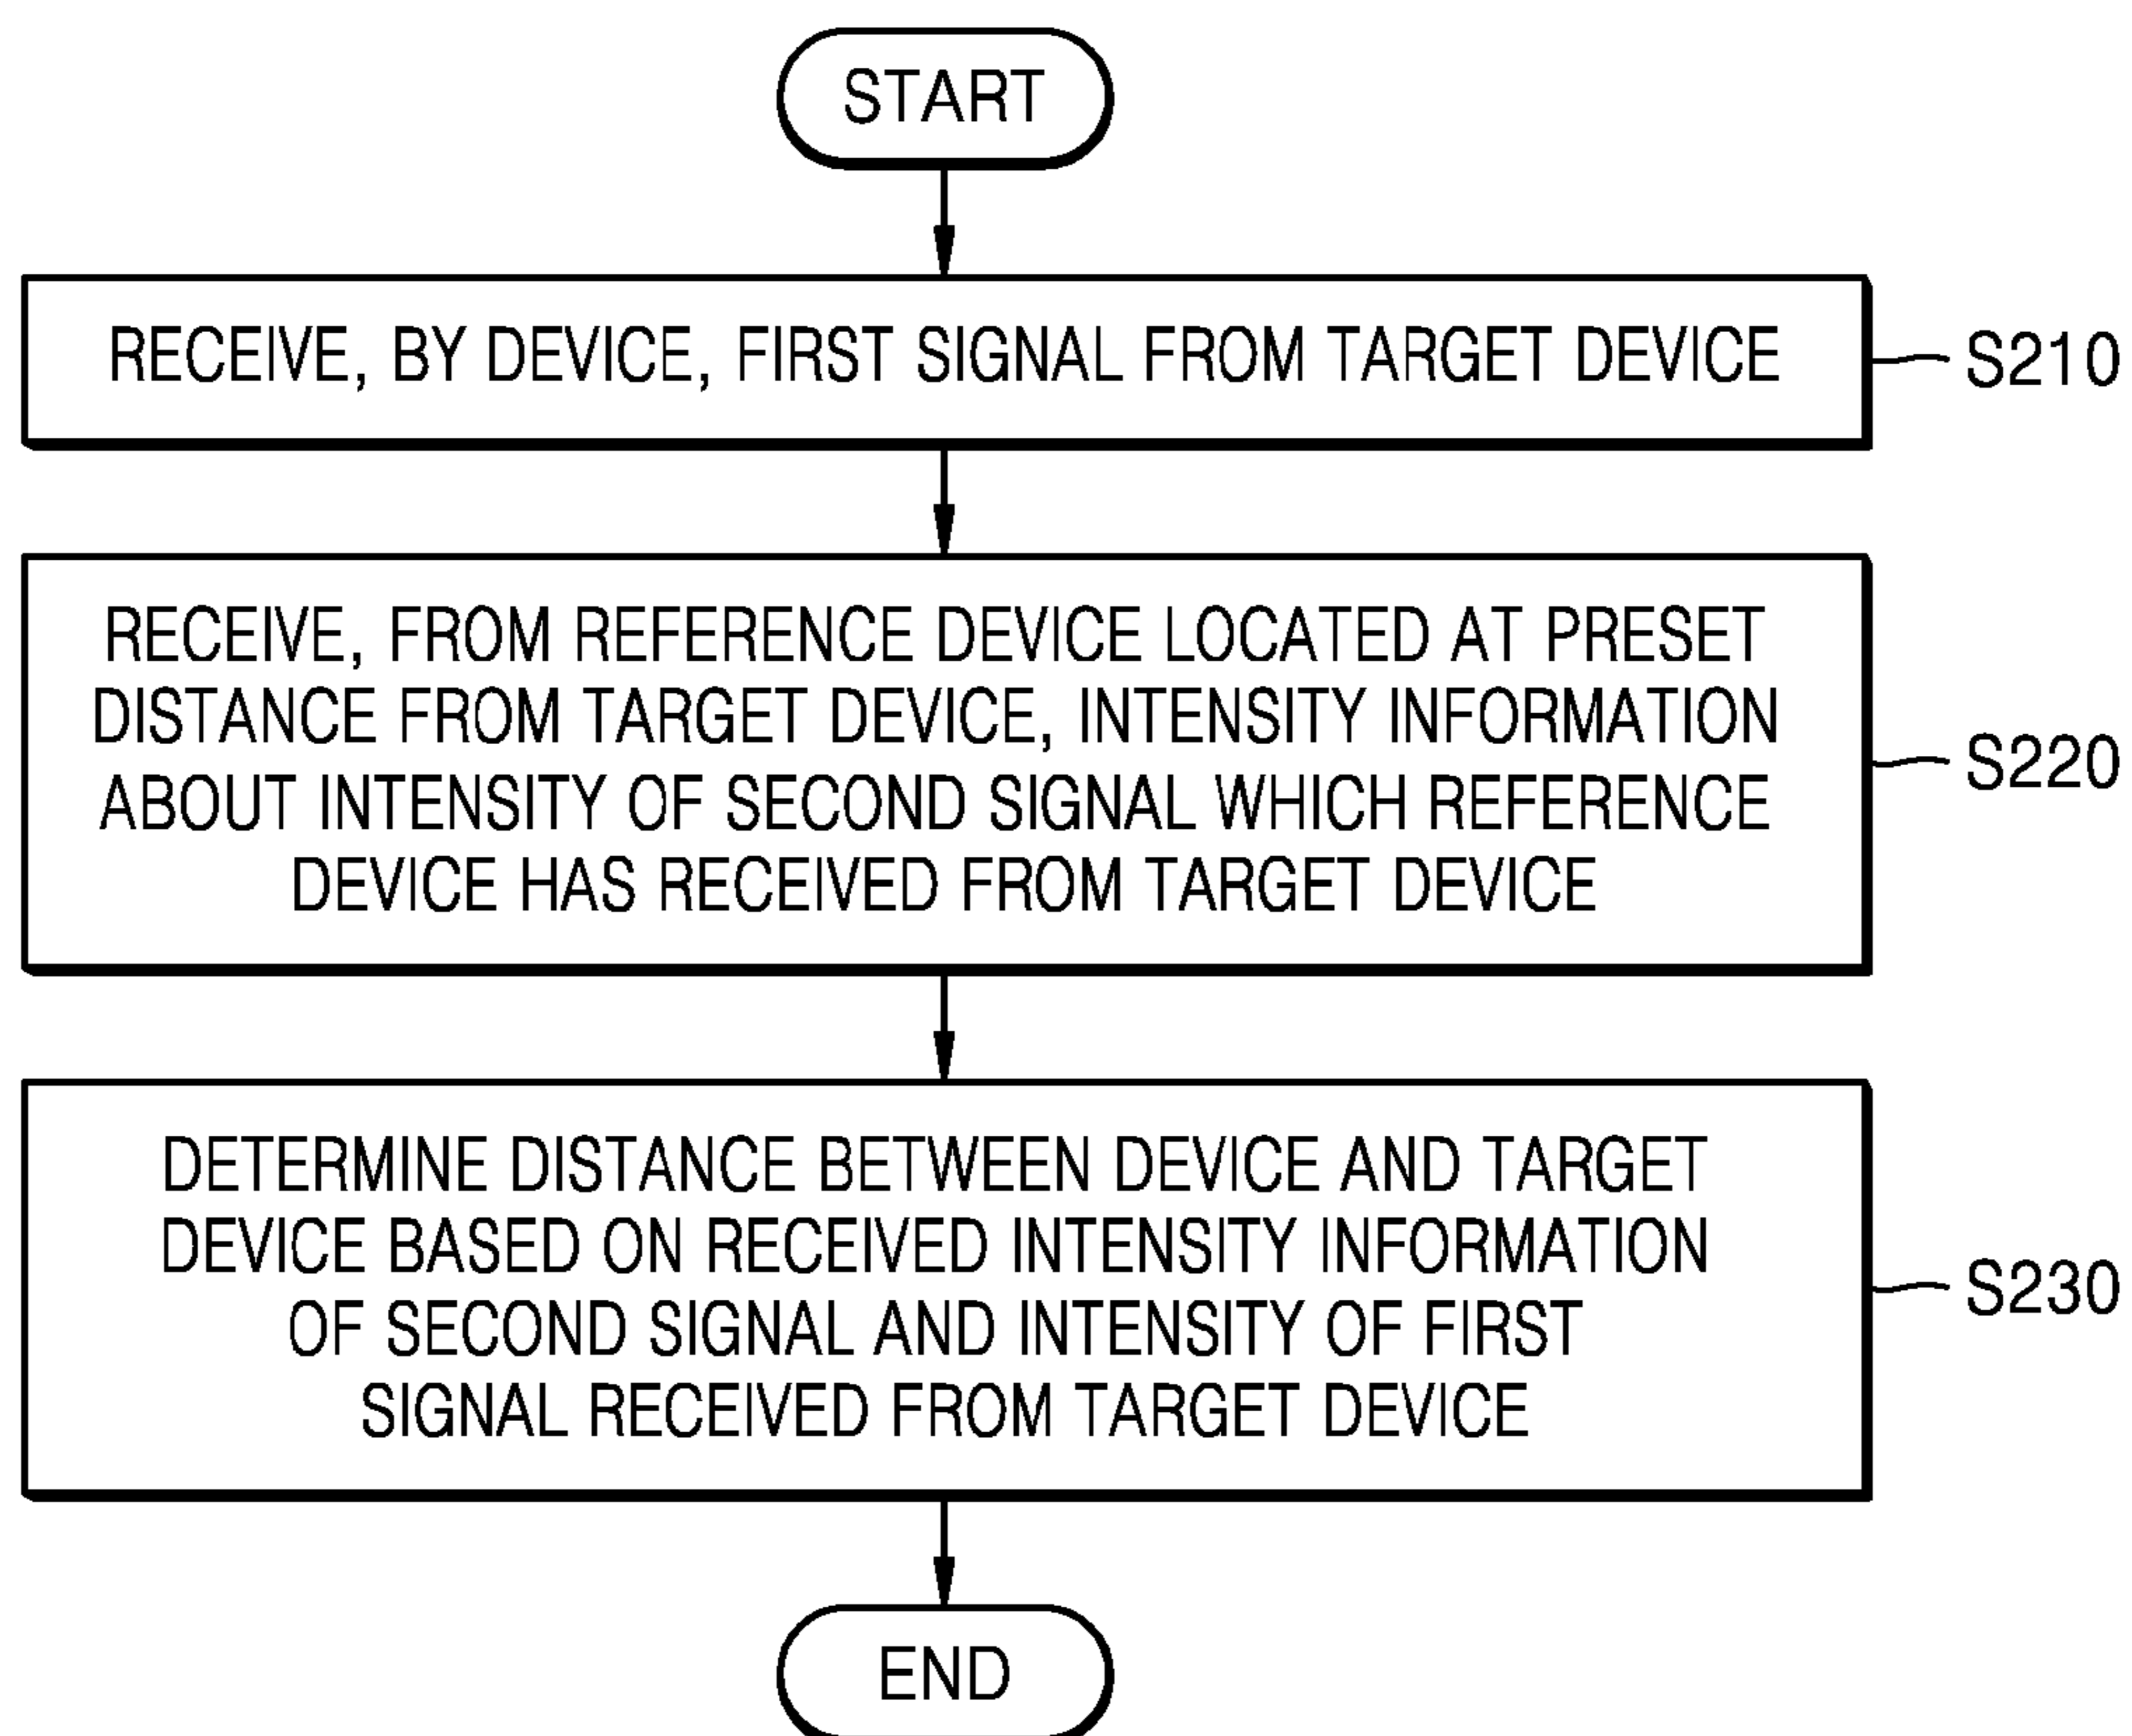 START
RECEIVE, BY DEVICE, FIRST SIGNAL FROM TARGET DEVICE
S210
RECEIVE, FROM REFERENCE DEVICE LOCATED AT PRESET
DISTANCE FROM TARGET DEVICE, INTENSITY INFORMATION
ABOUT INTENSITY OF SECOND SIGNAL WHICH REFERENCE
DEVICE HAS RECEIVED FROM TARGET DEVICE
S220
DETERMINE DISTANCE BETWEEN DEVICE AND TARGET
DEVICE BASED ON RECEIVED INTENSITY INFORMATION
OF SECOND SIGNAL AND INTENSITY OF FIRST
SIGNAL RECEIVED FROM TARGET DEVICE
S230
END